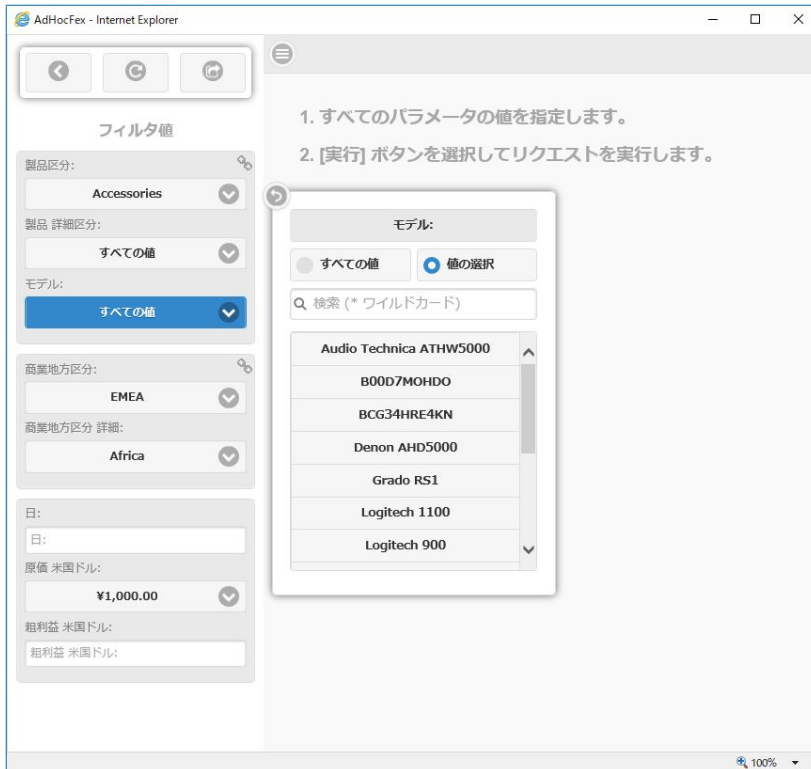 AdHocFex - Internet Explorer
フィルタ値
製品区分:
Accessories
製品 詳細区分:
すべての値
モデル:
すべての値
商業地方区分:
EMEA
商業地方区分 詳細:
Africa
日:
日:
原価 米国ドル:
¥1,000.00
粗利益 米国ドル:
粗利益 米国ドル:
1. すべてのパラメータの値を指定します。
2. [実行] ボタンを選択してリクエストを実行します。
モデル:
すべての値 値の選択
検索 (* ワイルドカード)
Audio Technica ATHW5000
B00D7MOHDO
BCG34HRE4KN
Denon AHD5000
Grado RS1
Logitech 1100
Logitech 900
100%